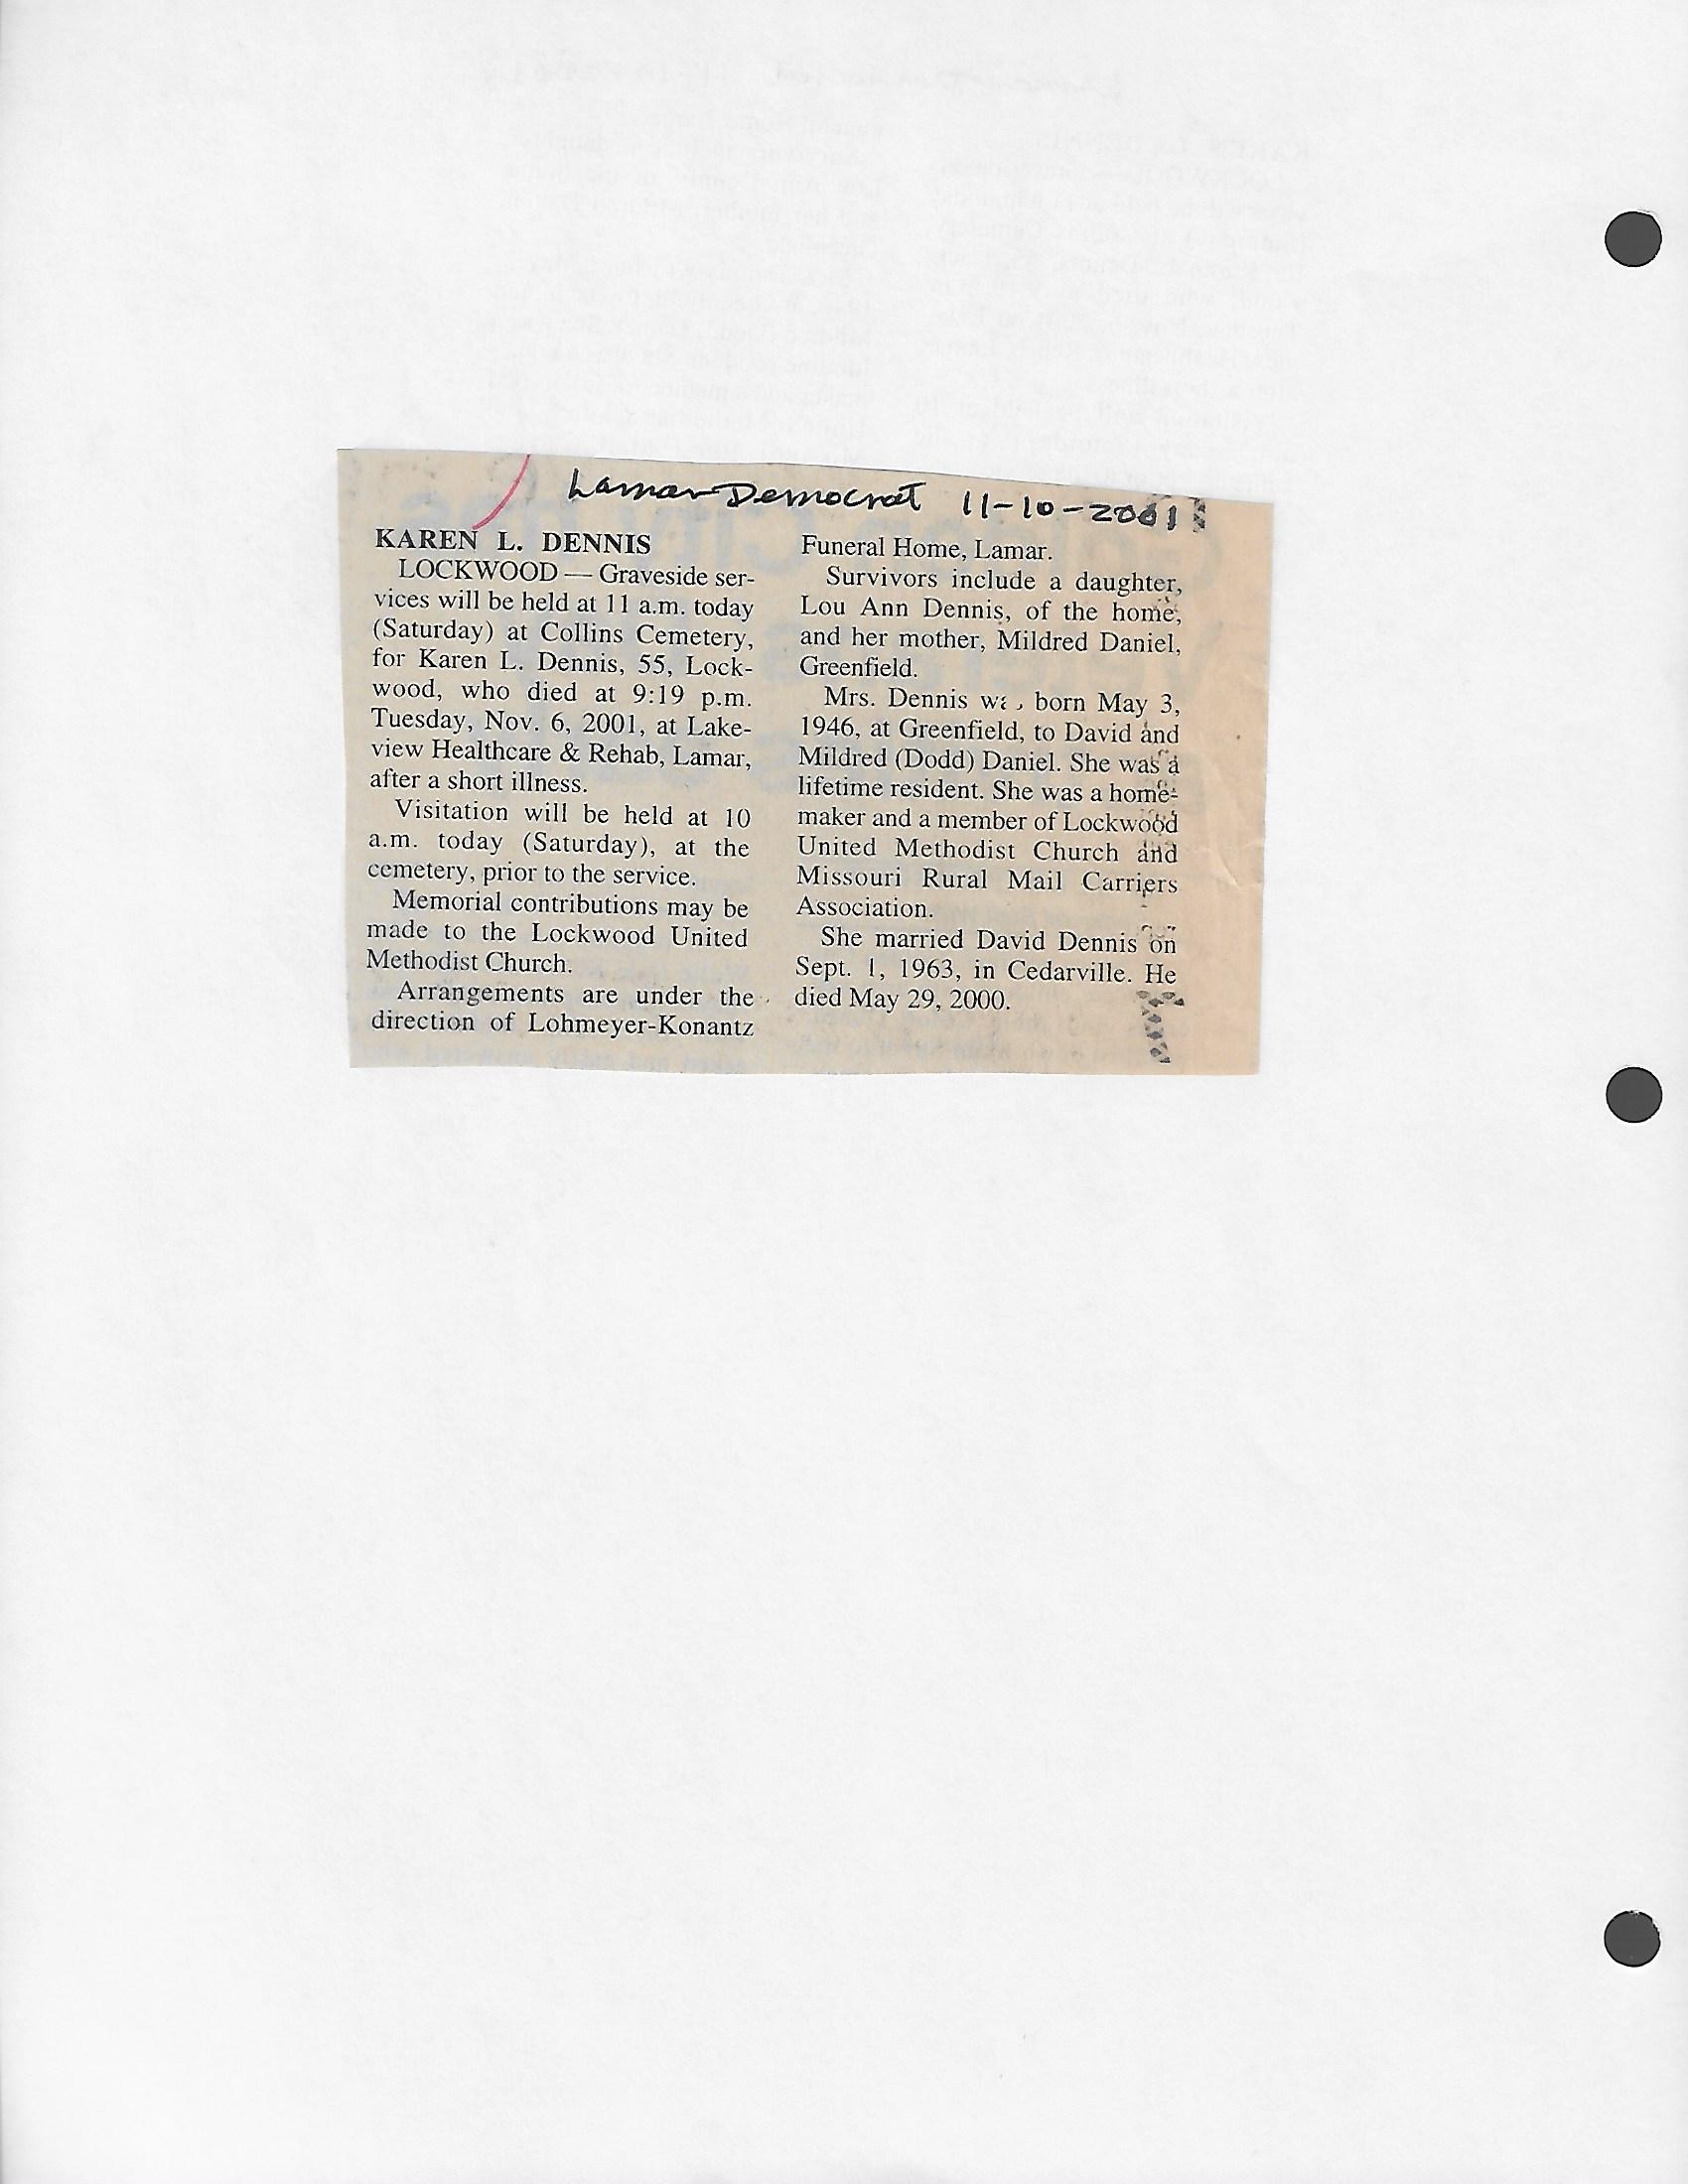 Lamar Democrat 11-10-2001
KAREN L. DENNIS
LOCKWOOD — Graveside ser-
vices will be held at 11 a.m. today
(Saturday) at Collins Cemetery,
for Karen L. Dennis, 55, Lock-
wood, who died at 9:19 p.m.
Tuesday, Nov. 6, 2001, at Lake-
view Healthcare & Rehab, Lamar,
after a short illness.
Visitation will be held at 10
a.m. today (Saturday), at the
cemetery, prior to the service.
Memorial contributions may be
made to the Lockwood United
Methodist Church.
Arrangements are under the
direction of Lohmeyer-Konantz
Funeral Home, Lamar.
Survivors include a daughter,
Lou Ann Dennis, of the home,
and her mother, Mildred Daniel,
Greenfield.
Mrs. Dennis was born May 3,
1946, at Greenfield, to David and
Mildred (Dodd) Daniel. She was a
lifetime resident. She was a home-
maker and a member of Lockwood
United Methodist Church and
Missouri Rural Mail Carriers
Association.
She married David Dennis on
Sept. 1, 1963, in Cedarville. He
died May 29, 2000.